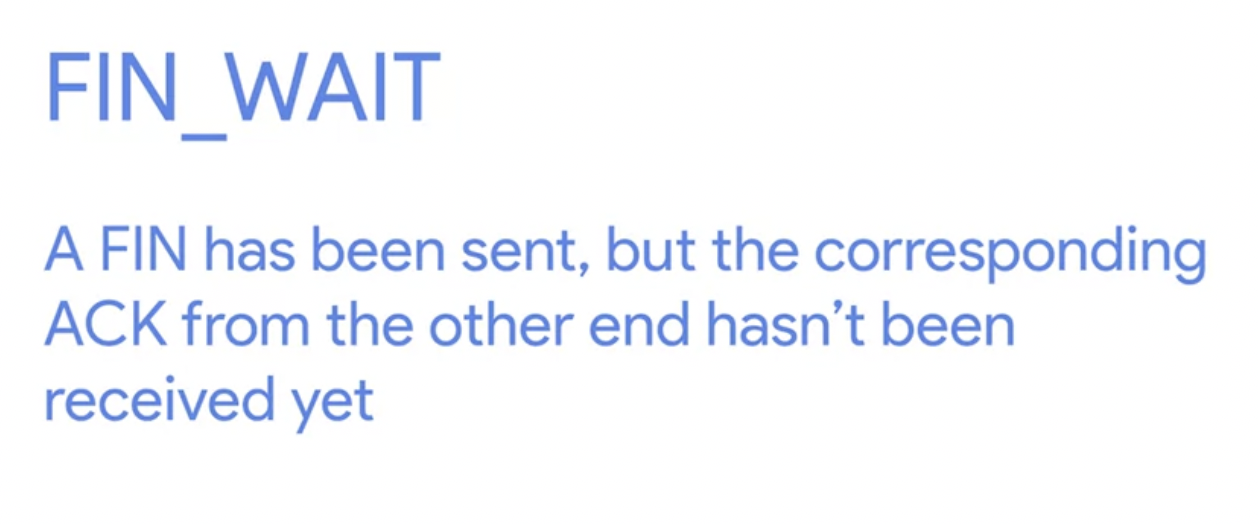 FIN_WAIT
A FIN has been sent, but the corresponding
ACK from the other end hasn’t been
received yet